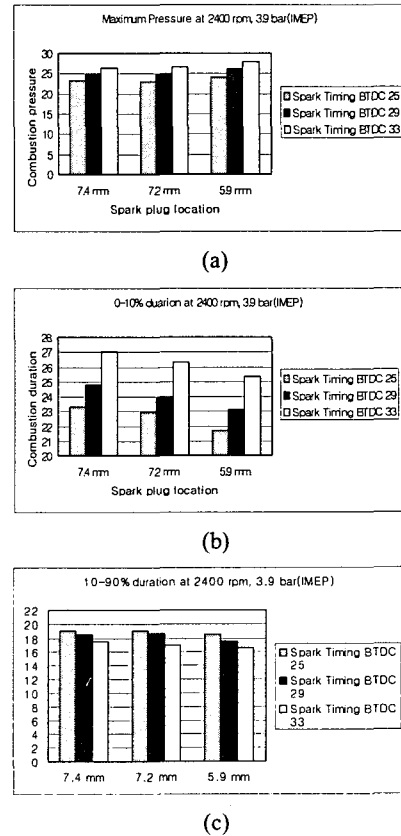 Maximum Pressure at 2400 rpm, 3.9 bar(IMEP)
Combustion pressure
30
25
20
15
10
5
0
7.4 mm
7.2 mm
5.9 mm
Spark plug location
Spark Timing BTDC 25
Spark Timing BTDC 29
Spark Timing BTDC 33
(a)
0-10% duarion at 2400 rpm, 3.9 bar(IMEP)
Combustion duration
28
27
26
25
24
23
22
21
20
7.4 mm
7.2 mm
5.9 mm
Spark plug location
Spark Timing BTDC 25
Spark Timing BTDC 29
Spark Timing BTDC 33
(b)
10-90% duration at 2400 rpm, 3.9 bar(IMEP)
22
20
18
16
14
12
10
8
6
4
2
0
7.4 mm
7.2 mm
5.9 mm
Spark Timing BTDC
25
Spark Timing BTDC
29
Spark Timing BTDC
33
(c)